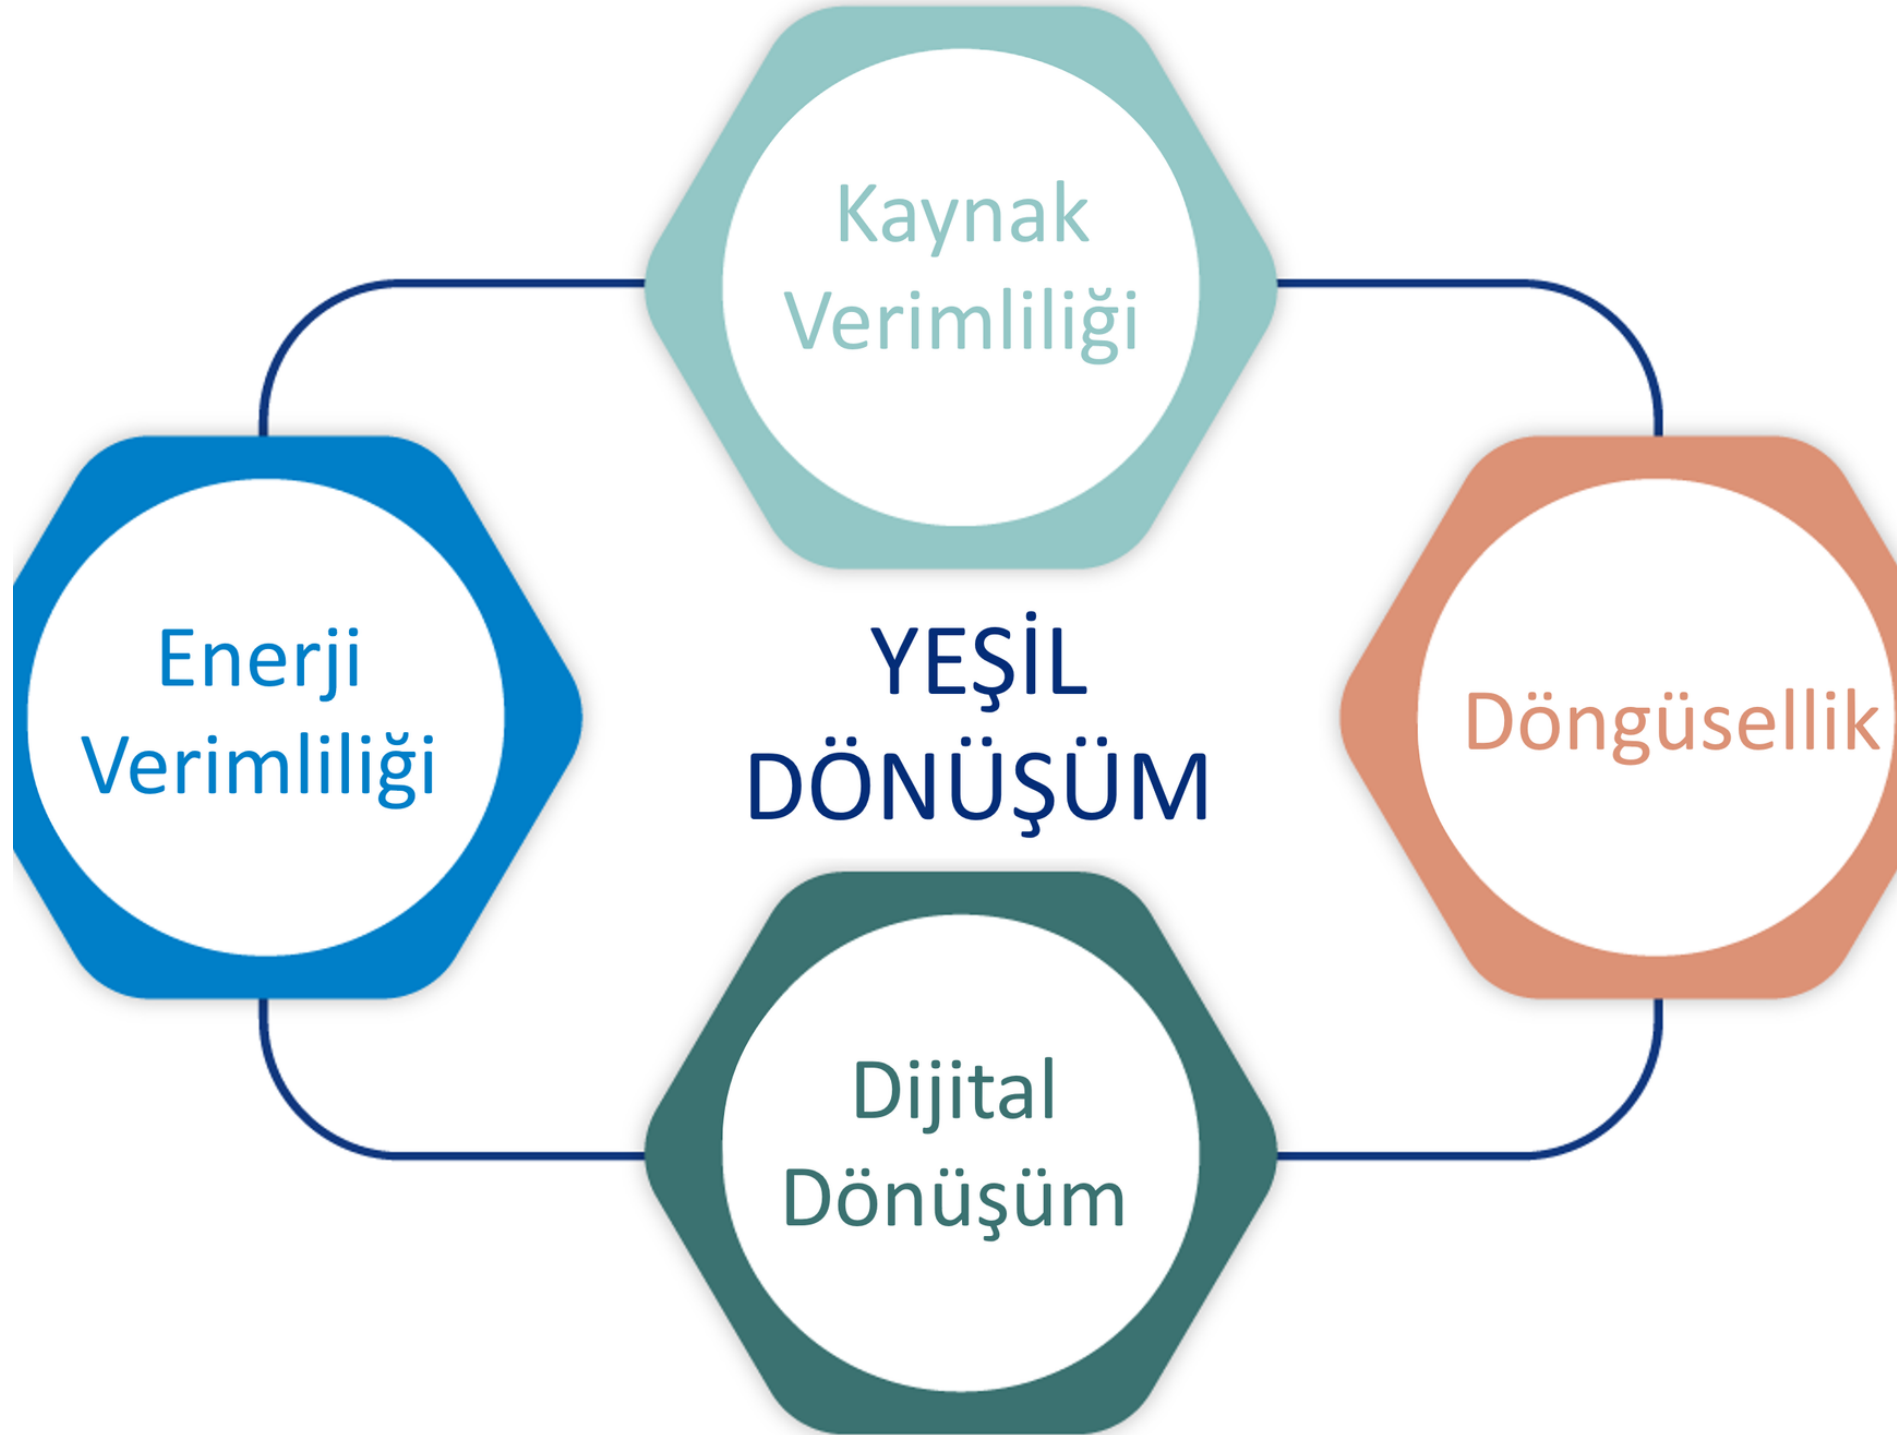 Kaynak
Verimliliği
Enerji
Verimliliği
YEŞİL
DÖNÜŞÜM
Döngüsellik
Dijital
Dönüşüm